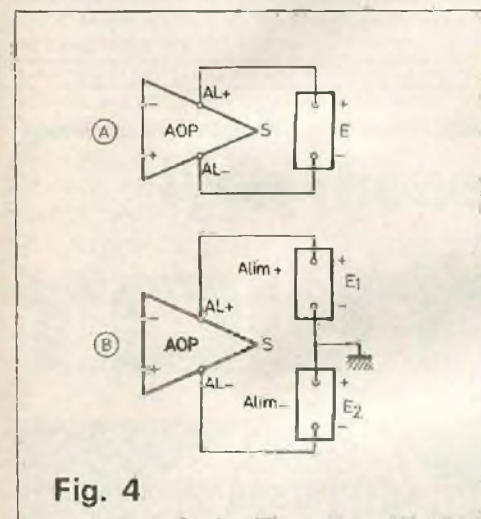 AL+
+
−
A
AOP
S
E
+
AL−
−
Alim+
+
E1
AL+
−
−
B
AOP
S
+
+
AL−
Alim−
E2
−
Fig. 4